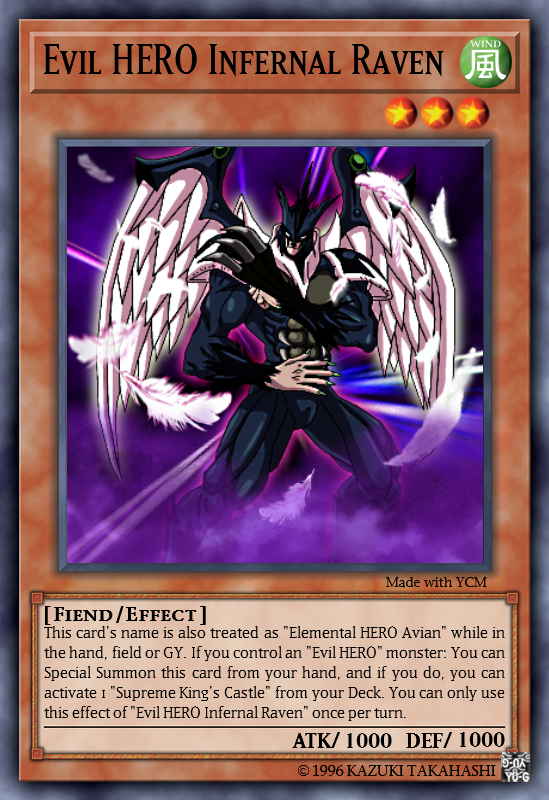 Evil HERO Infernal Raven
WIND
風
Made with YCM
[Fiend/Effect]
This card's name is also treated as "Elemental HERO Avian" while in
the hand, field or GY. If you control an "Evil HERO" monster: You can
Special Summon this card from your hand, and if you do, you can
activate 1 "Supreme King's Castle" from your Deck. You can only use
this effect of "Evil HERO Infernal Raven" once per turn.
ATK/ 1000 DEF/ 1000
©1996 KAZUKI TAKAHASHI